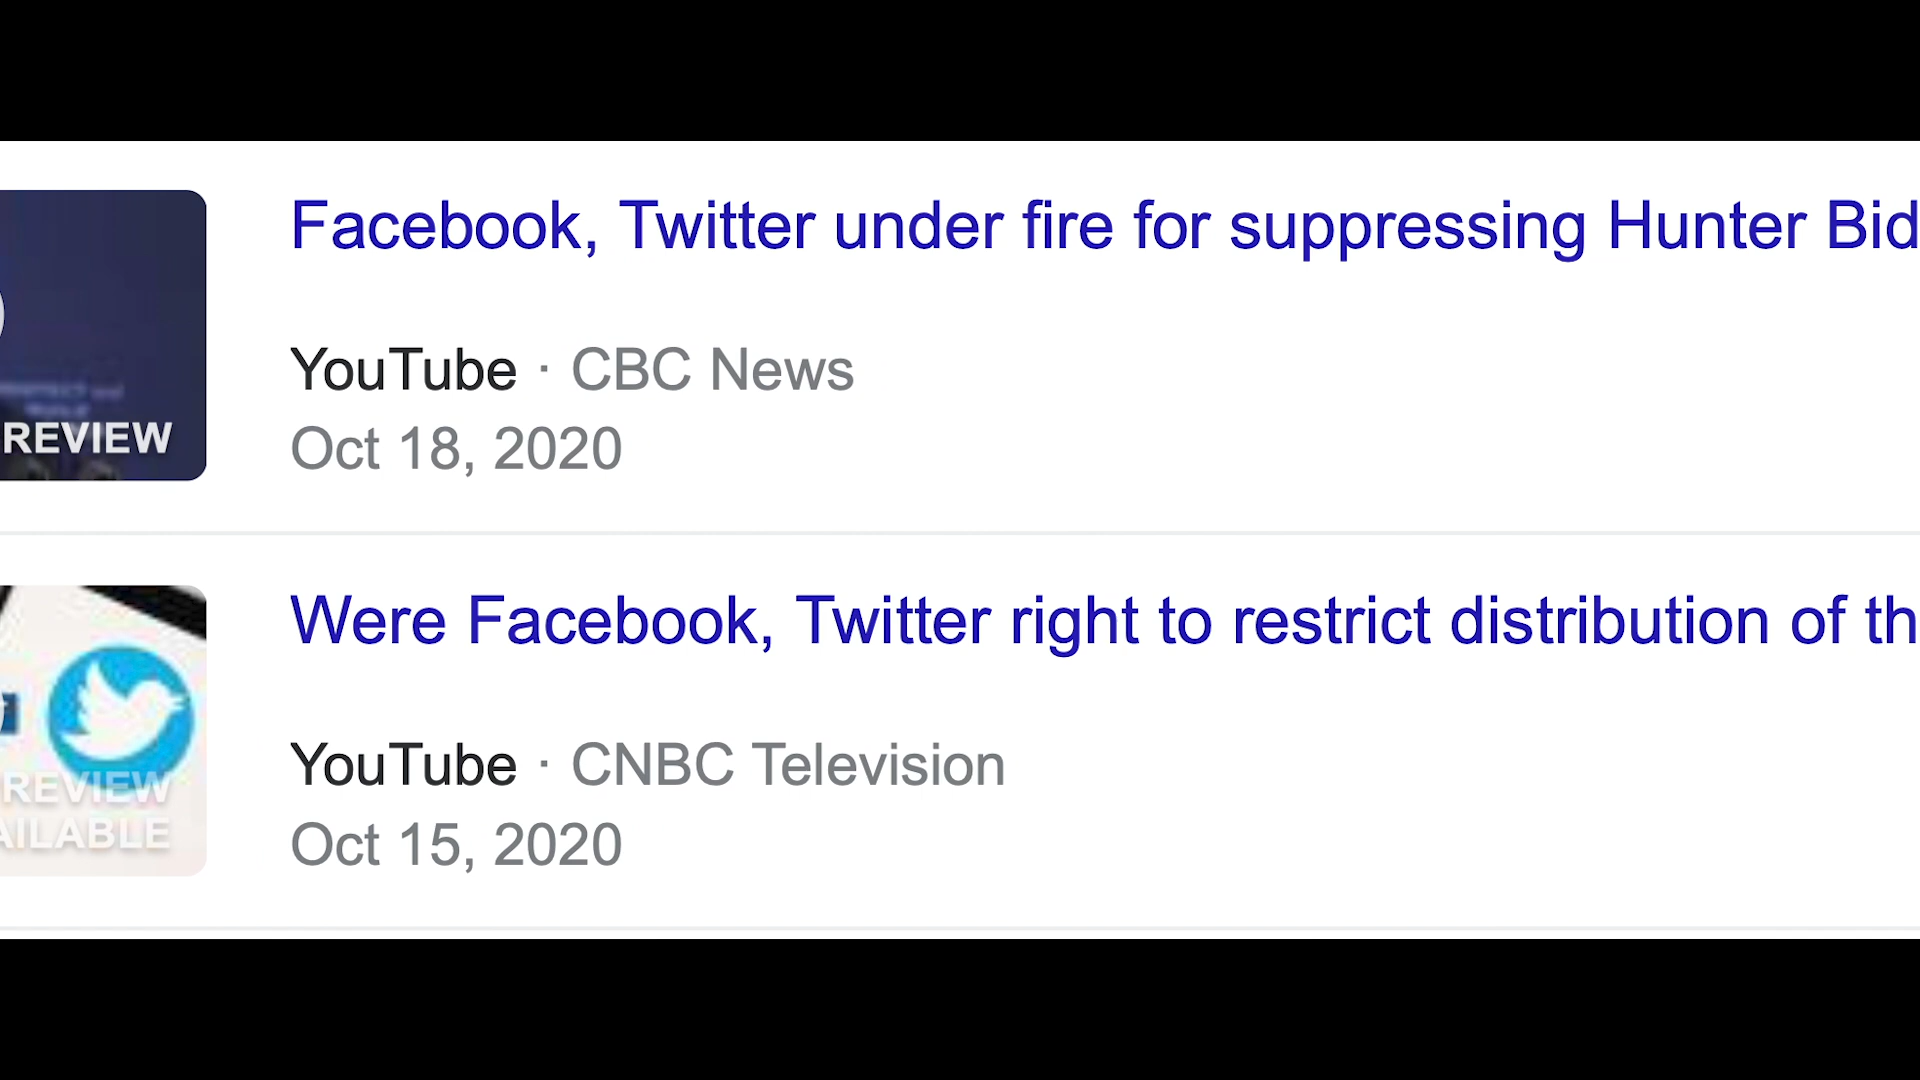 Facebook, Twitter under fire for suppressing Hunter Bid
YouTube · CBC News
REVIEW
Oct 18, 2020
Were Facebook, Twitter right to restrict distribution of th
YouTube · CNBC Television
REVIEW
AILABLE
Oct 15, 2020